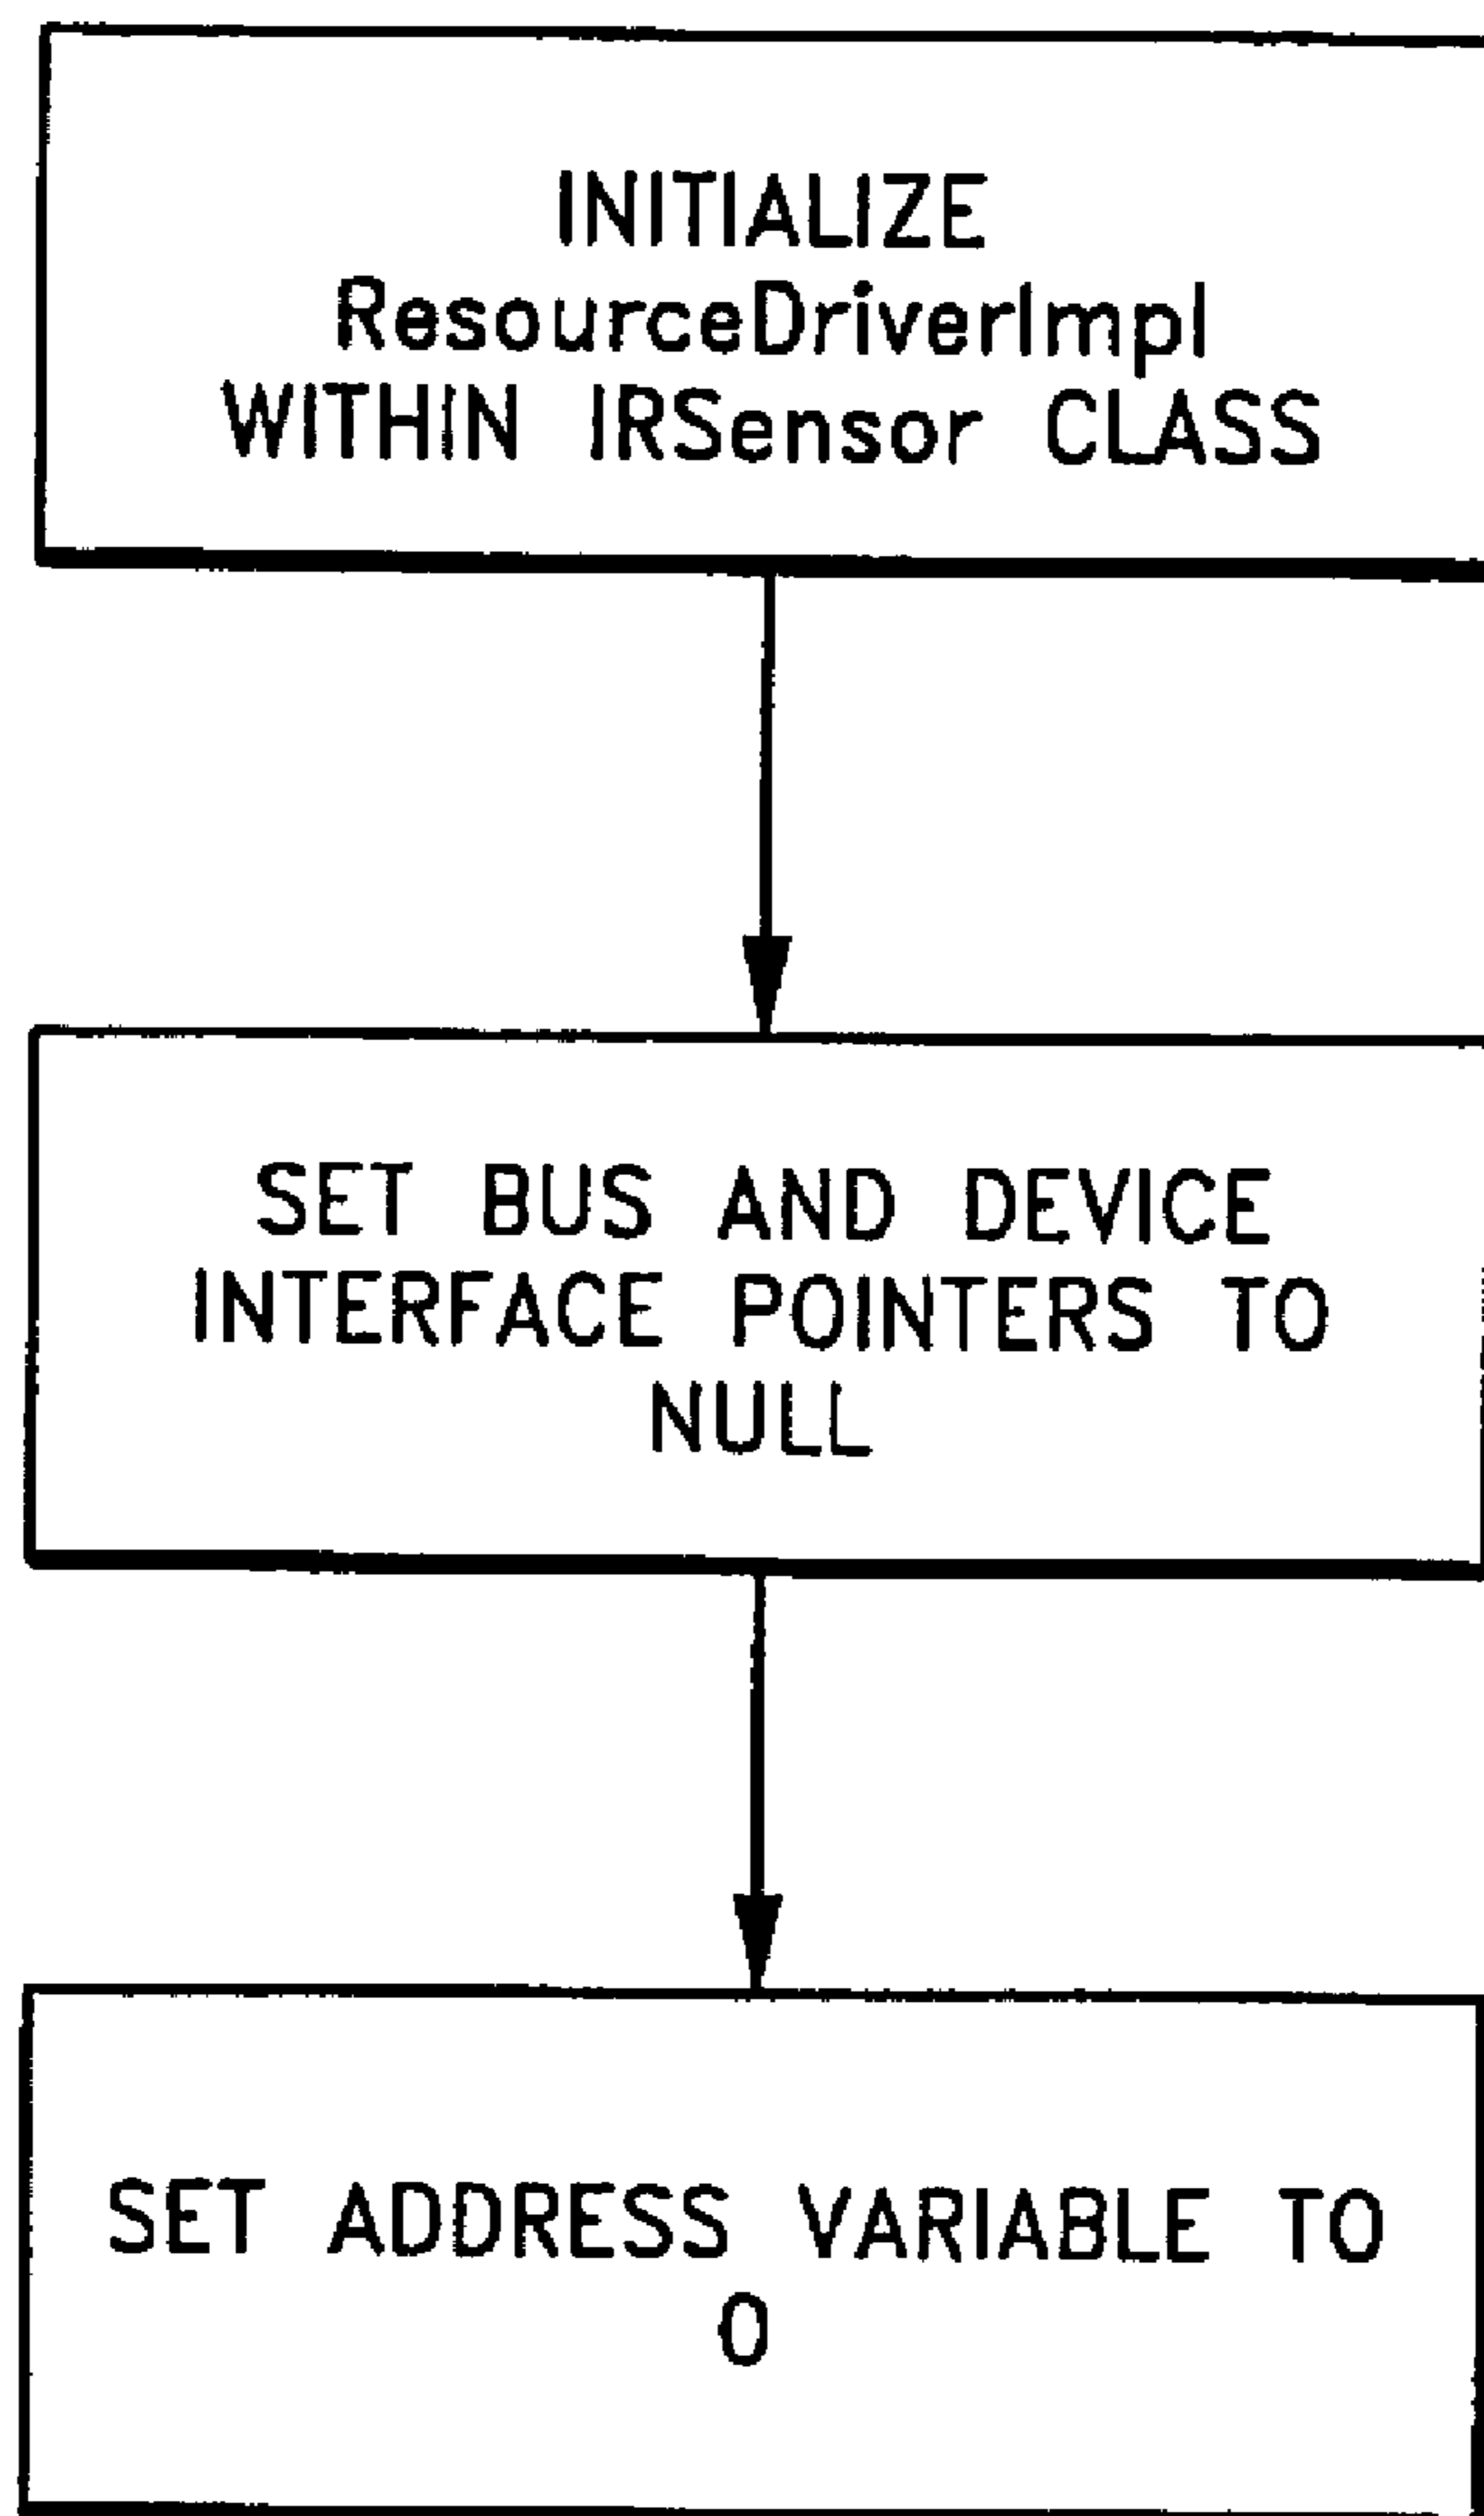 INITIALIZE
ResourceDriverImpl
WITHIN IRSensor CLASS
SET BUS AND DEVICE
INTERFACE POINTERS TO
NULL
SET ADDRESS VARIABLE TO
0